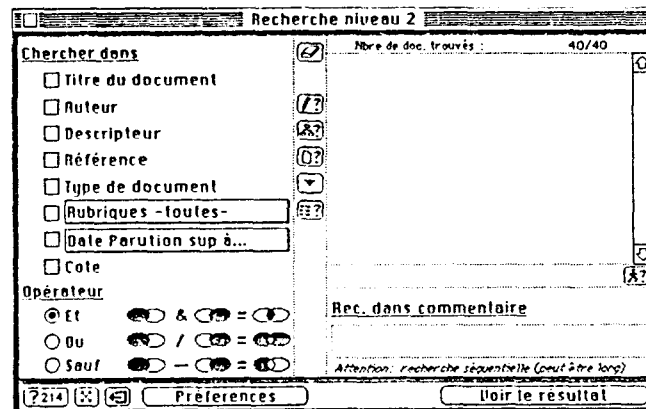 Recherche niveau 2
Chercher dans
Titre du document
Auteur
Descripteur
Référence
Type de document
Rubriques -toutes-
Date Parution sup à...
Cote
Opérateur
Et & =
Ou / =
Sauf — =
Nbre de doc. trouvés : 40/40
Rec. dans commentaire
Attention: recherche séquentielle (peut être long)
?214
Préferences
Voir le résultat